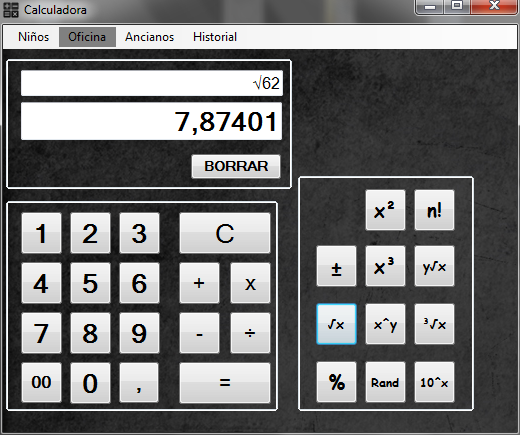 Calculadora
Niños Oficina Ancianos Historial
√62
7,87401
BORRAR
1 2 3 C
4 5 6 + x
7 8 9 - ÷
00 0 , =
x² n!
± x³ y√x
√x x^y ³√x
% Rand 10^x